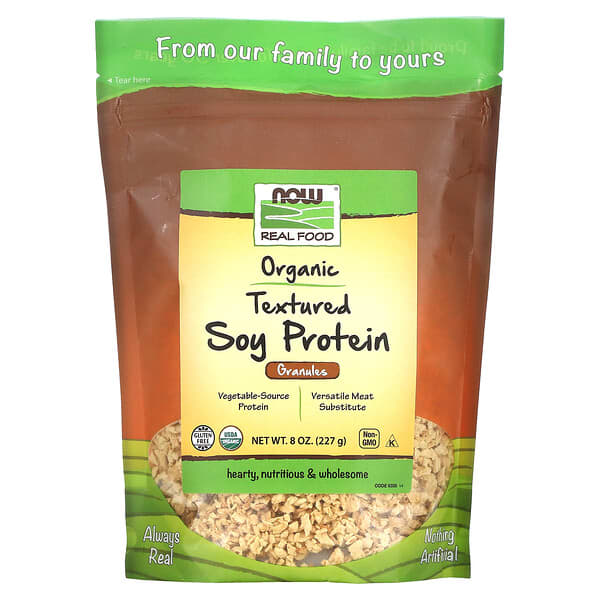 From our family to yours
Tear here
NOW
REAL FOOD
Organic
Textured
Soy Protein
Granules
Vegetable-Source
Protein
Versatile Meat
Substitute
GLUTEN
FREE
USDA
ORGANIC
NET WT. 8 OZ. (227 g)
Non-
GMO
K
hearty, nutritious & wholesome
Always
Real
Nothing
Artificial